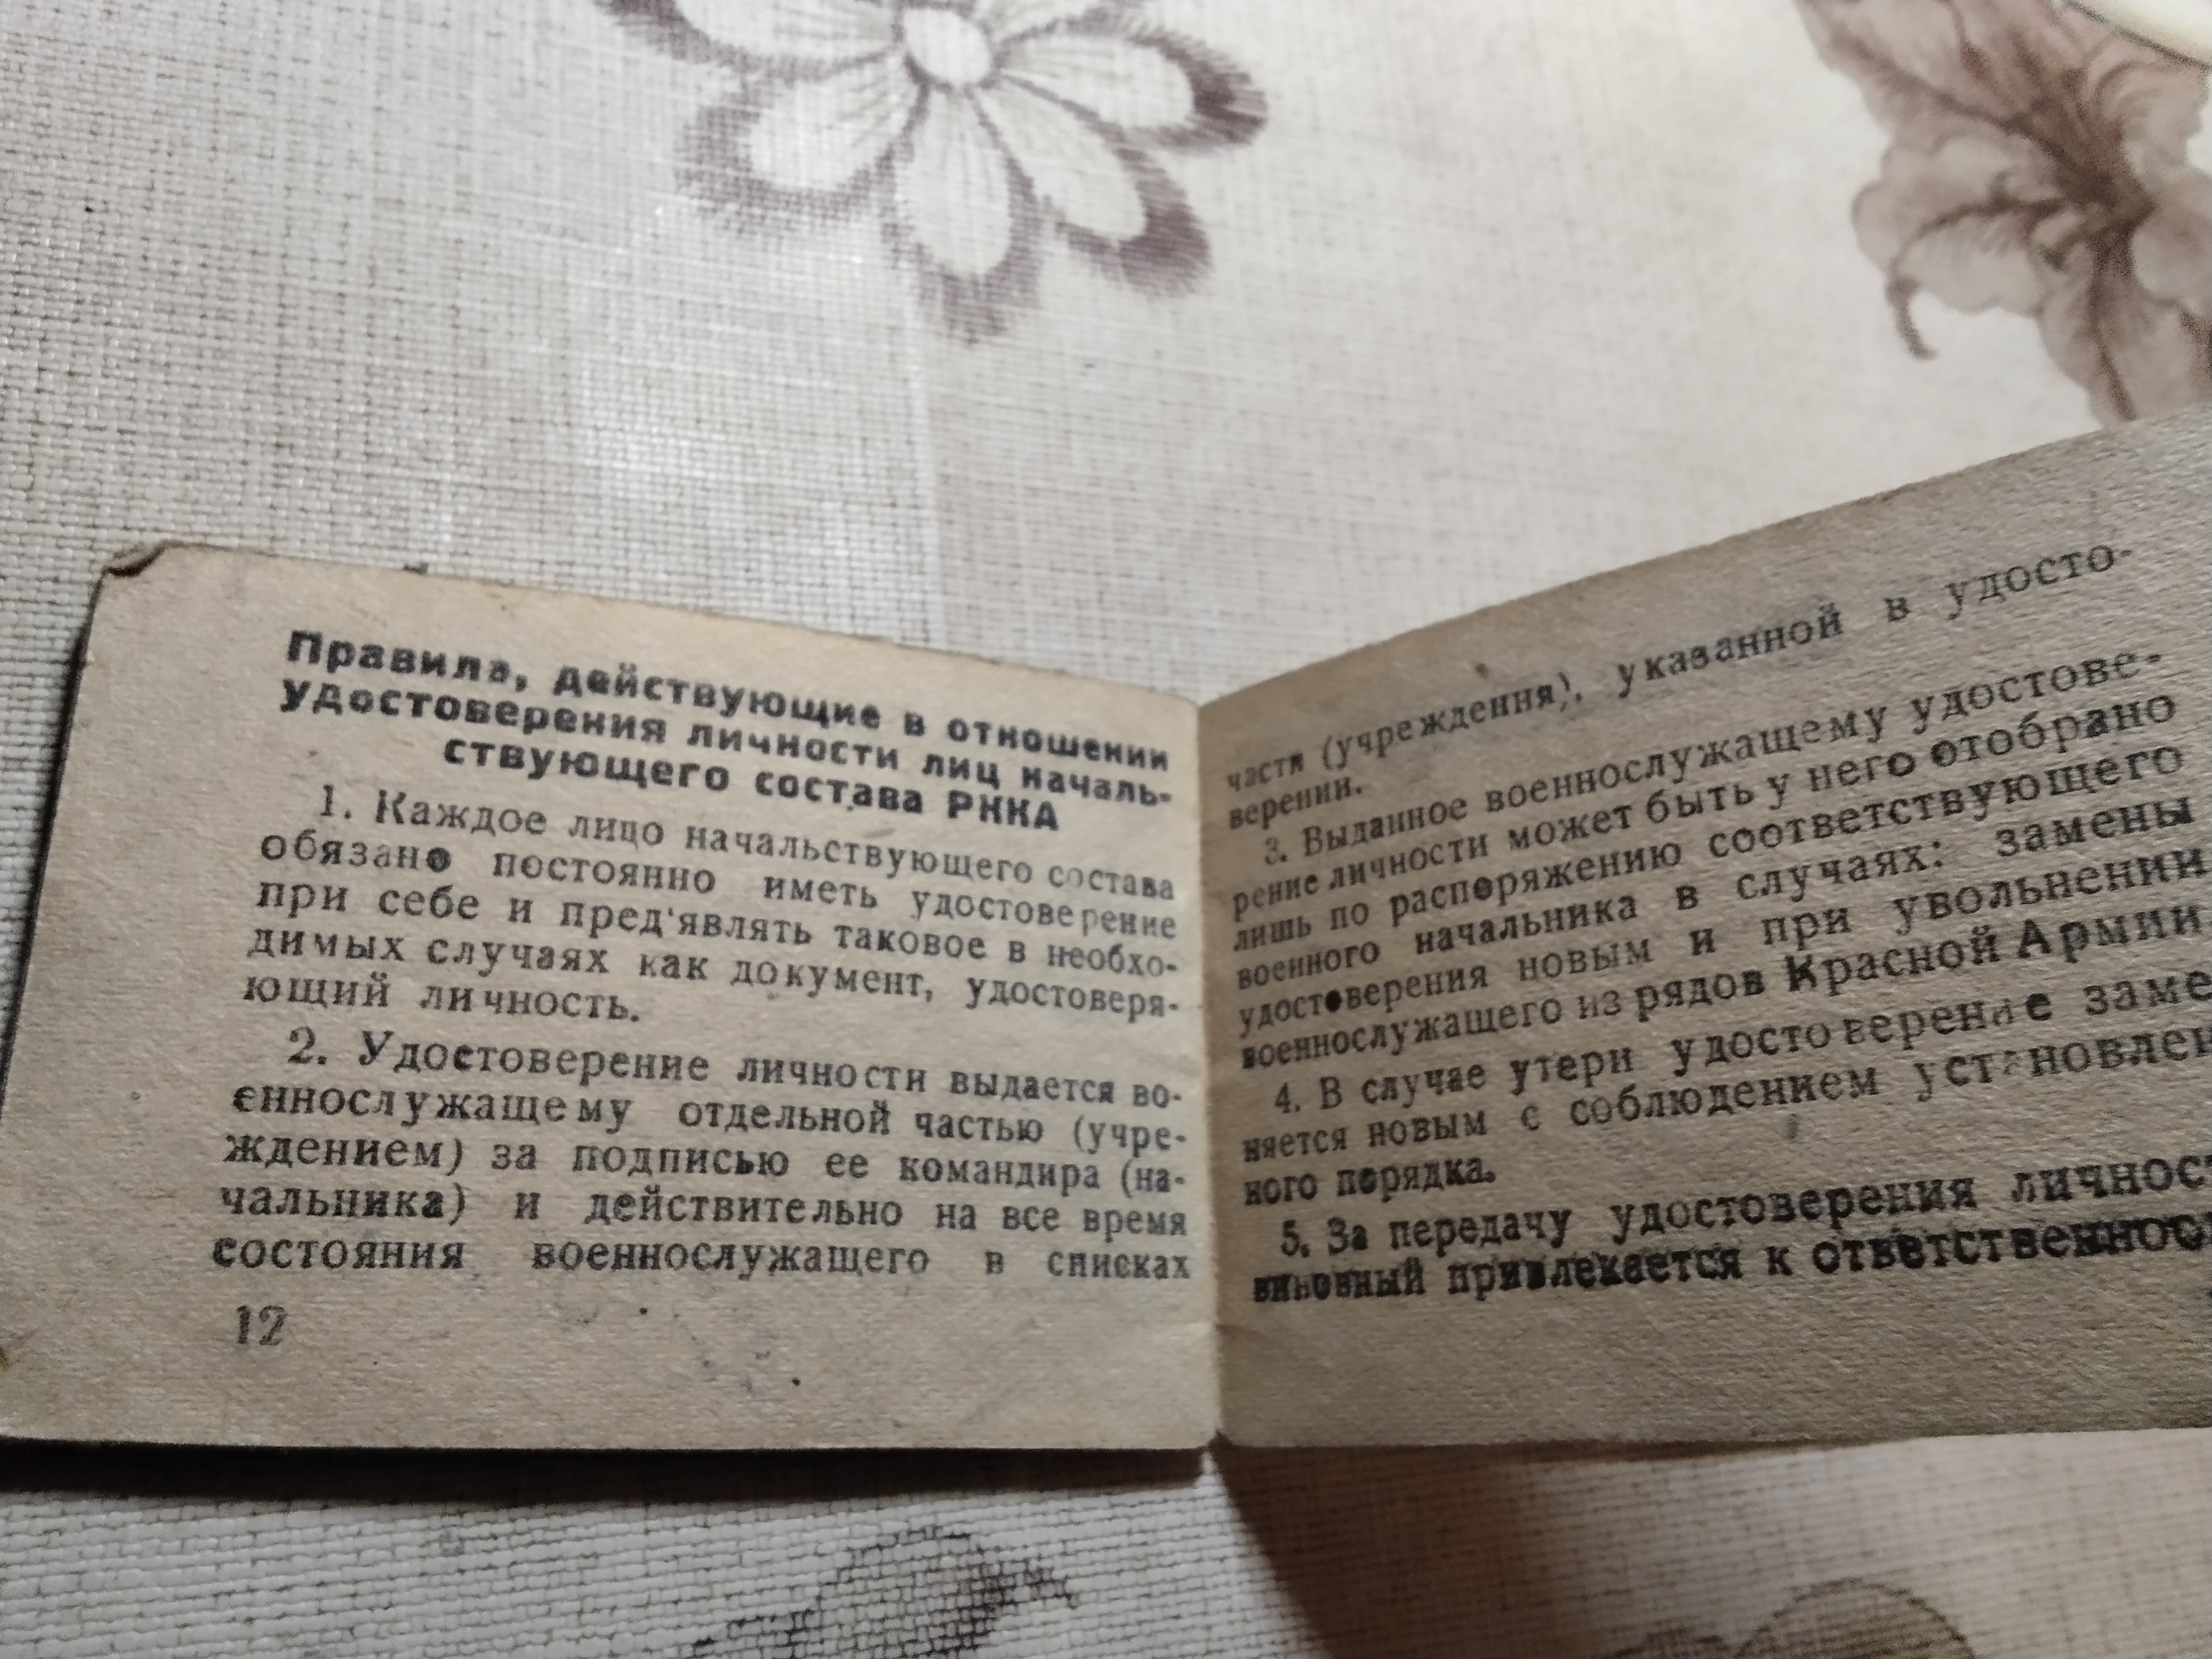 Правила, действующие в отношении
удостоверения личности лиц началь-
ствующего состава РККА
1. Каждое лицо начальствующего состава
обязано постоянно иметь удостоверение
при себе и пред'являть таковое в необхо-
димых случаях как документ, удостоверя-
ющий личность.
2. Удостоверение личности выдается во-
еннослужащему отдельной частью (учре-
ждением) за подписью ее командира (на-
чальника) и действительно на все время
состояния военнослужащего в списках
12
части (учреждения), указанной в удосто-
верении.
3. Выданное военнослужащему удостове-
рение личности может быть у него отобрано
лишь по распоряжению соответствующего
военного начальника в случаях: замены
удостоверения новым и при увольнении
военнослужащего из рядов Красной Армии
4. В случае утери удостоверение заме
няется новым с соблюдением установлен
ного порядка.
5. За передачу удостоверения личност
виновный привлекается к ответственнос